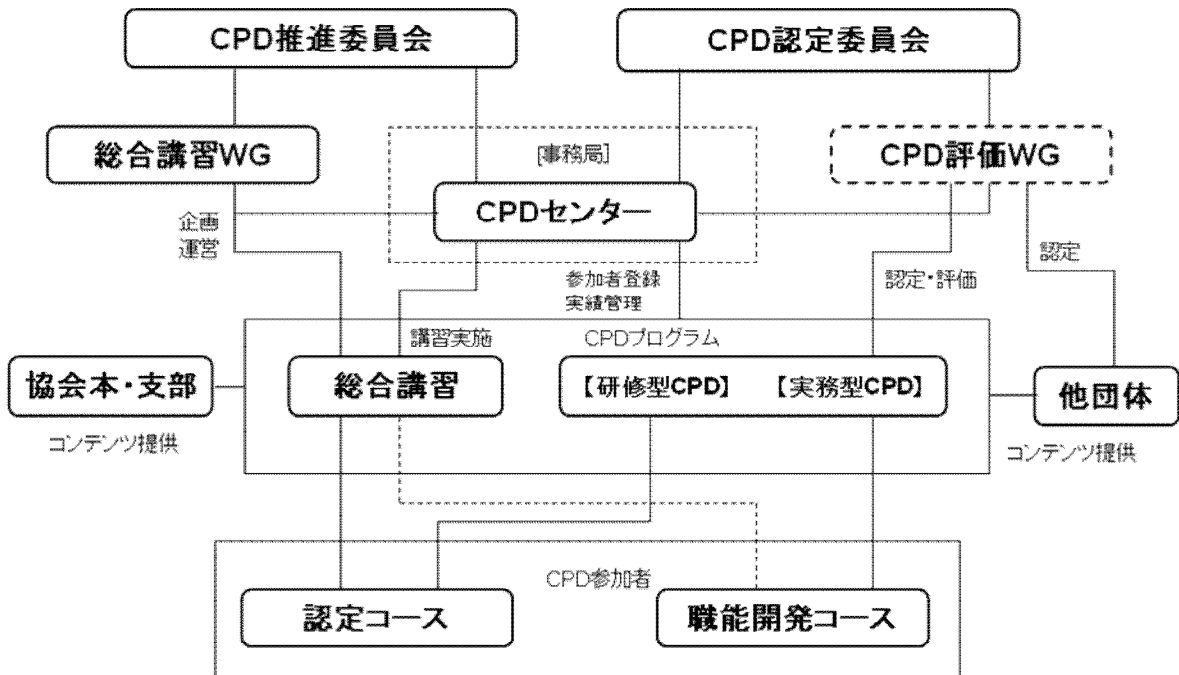 CPD推進委員会
CPD認定委員会
総合講習WG
[事務局]
CPD評価WG
CPDセンター
企画
運営
参加者登録
実績管理
認定・評価
認定
講習実施
CPDプログラム
協会本・支部
総合講習
【研修型CPD】 【実務型CPD】
他団体
コンテンツ提供
コンテンツ提供
CPD参加者
認定コース
職能開発コース